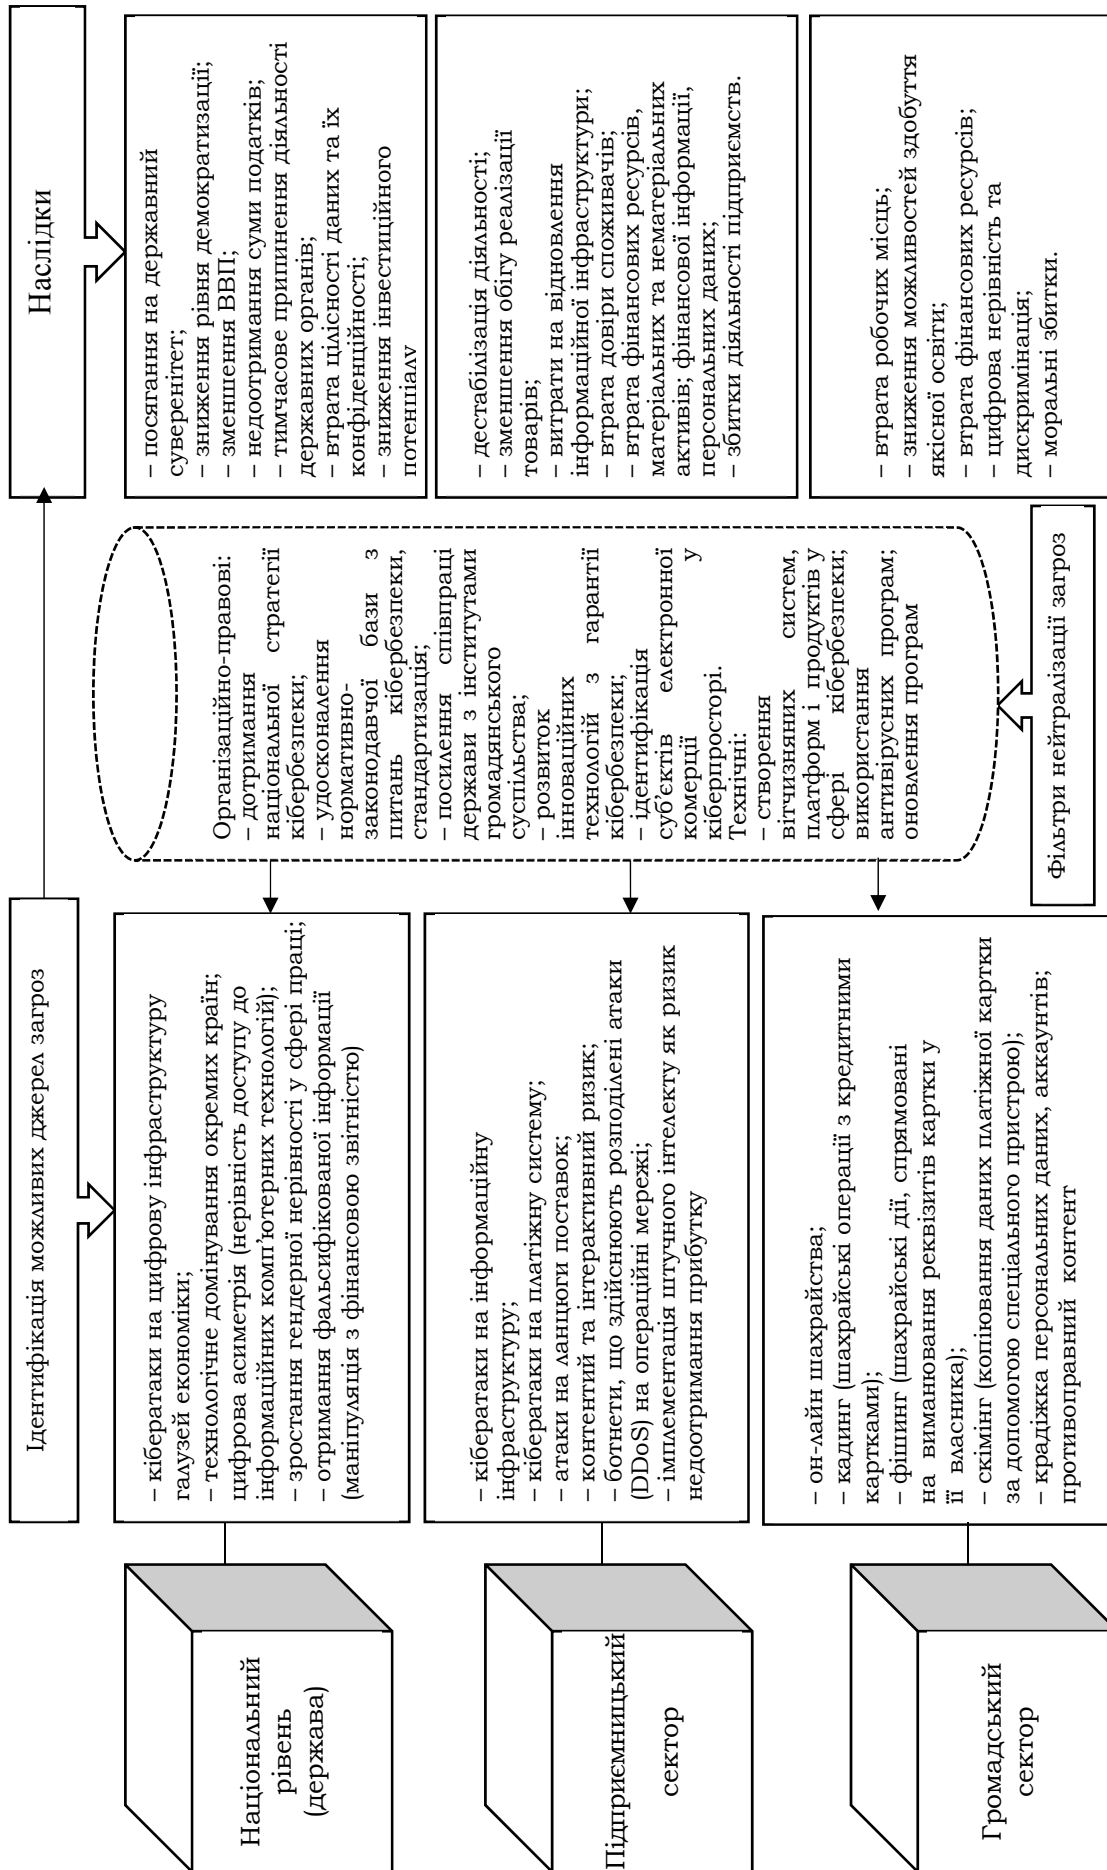 Ідентифікація можливих джерел загроз
Наслідки
Національний
рівень
(держава)
– кібератаки на цифрову інфраструктуру
галузей економіки;
– технологічне домінування окремих країн;
цифрова асиметрія (нерівність доступу до
інформаційних комп’ютерних технологій);
– зростання гендерної нерівності у сфері праці;
– отримання фальсифікованої інформації
(маніпуляція з фінансовою звітністю)
– посягання на державний
суверенітет;
– зниження рівня демократизації;
– зменшення ВВП;
– недоотримання суми податків;
– тимчасове припинення діяльності
державних органів;
– втрата цілісності даних та їх
конфіденційності;
– зниження інвестиційного
потенціалу
Організаційно-правові:
– дотримання
національної стратегії
кібербезпеки;
– удосконалення
нормативно-
законодавчої бази з
питань кібербезпеки,
стандартизація;
– посилення співпраці
держави з інститутами
громадянського
суспільства;
– розвиток
інноваційних
технологій з гарантії
кібербезпеки;
– ідентифікація
суб’єктів електронної
комерції у
кіберпросторі.
Технічні:
– створення
вітчизняних систем,
платформ і продуктів у
сфері кібербезпеки;
використання
антивірусних програм;
оновлення програм
Підприємницький
сектор
– кібератаки на інформаційну
інфраструктуру;
– кібератаки на платіжну систему;
– атаки на ланцюги поставок;
– контентий та інтерактивний ризик;
– ботнети, що здійснюють розподілені атаки
(DDoS) на операційні мережі;
– імплементація штучного інтелекту як ризик
недоотримання прибутку
– дестабілізація діяльності;
– зменшення обігу реалізації
товарів;
– витрати на відновлення
інформаційної інфраструктури;
– втрата довіри споживачів;
– втрата фінансових ресурсів,
матеріальних та нематеріальних
активів; фінансової інформації,
персональних даних;
– збитки діяльності підприємств.
Громадський
сектор
– он-лайн шахрайства;
– кадинг (шахрайські операції з кредитними
картками);
– фішинг (шахрайські дії, спрямовані
на виманювання реквізитів картки у
її власника);
– скімінг (копіювання даних платіжної картки
за допомогою спеціального пристрою);
– крадіжка персональних даних, аккаунтів;
противоправний контент
– втрата робочих місць;
– зниження можливостей здобуття
якісної освіти;
– втрата фінансових ресурсів;
– цифрова нерівність та
дискримінація;
– моральні збитки.
Фільтри нейтралізації загроз